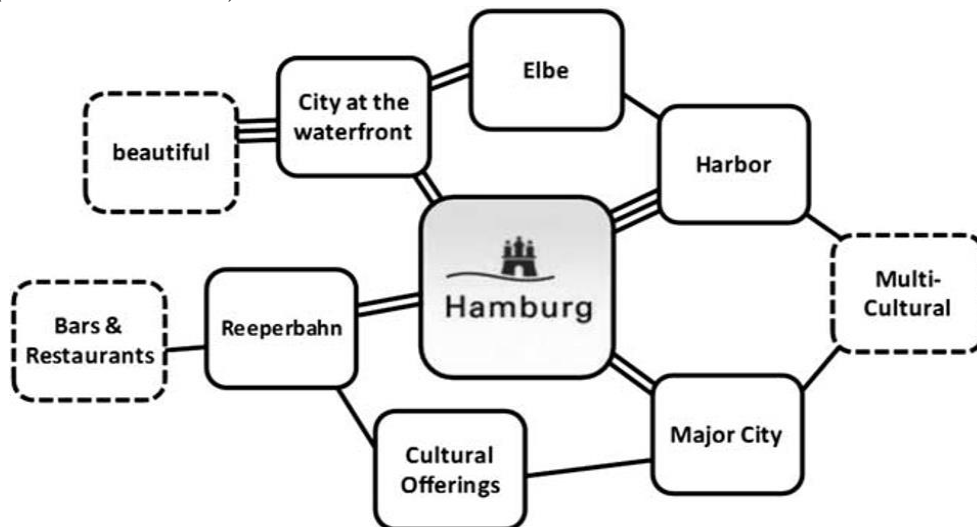 Elbe
City at the
waterfront
beautiful
Harbor
Hamburg
Multi-
Cultural
Reeperbahn
Bars &
Restaurants
Major City
Cultural
Offerings